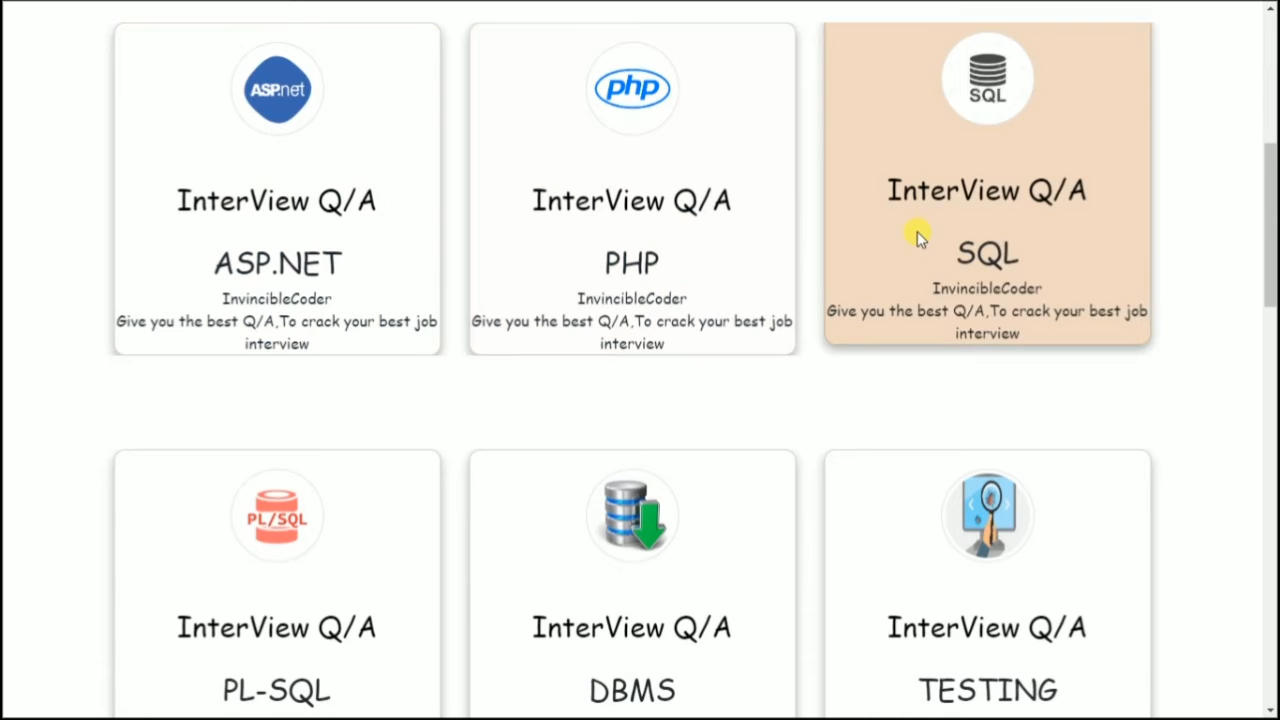 ASP.net
InterView Q/A
ASP.NET
InvincibleCoder
Give you the best Q/A,To crack your best job
interview
php
InterView Q/A
PHP
InvincibleCoder
Give you the best Q/A,To crack your best job
interview
SQL
InterView Q/A
SQL
InvincibleCoder
Give you the best Q/A,To crack your best job
interview
PL/SQL
InterView Q/A
PL-SQL
InterView Q/A
DBMS
InterView Q/A
TESTING